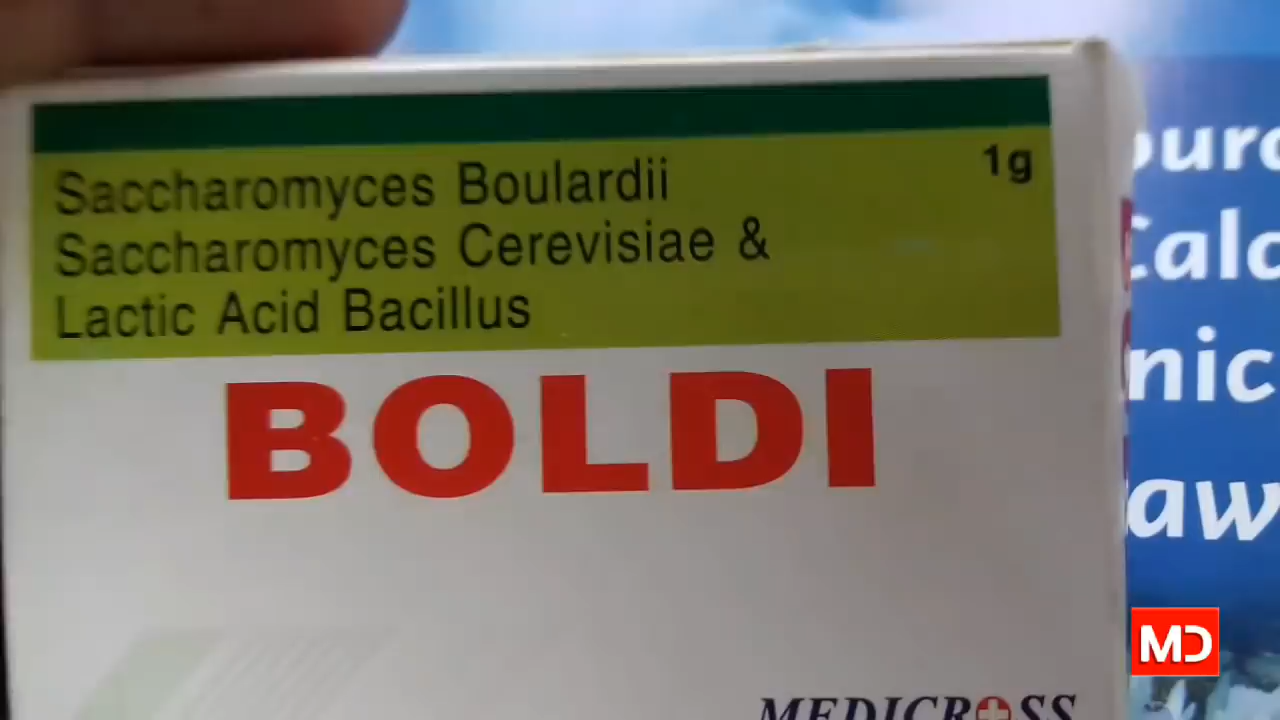 Saccharomyces Boulardii 1g
Saccharomyces Cerevisiae &
Lactic Acid Bacillus
BOLDI
MEDICROSS
MD